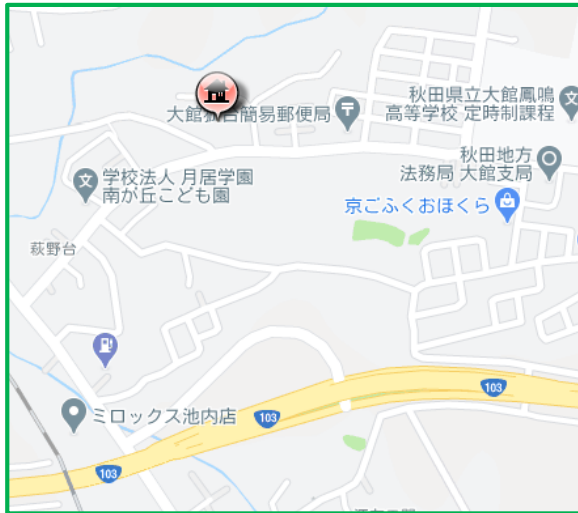 秋田県立大館鳳鳴
高等学校 定時制課程
大館狐台簡易郵便局
秋田地方
法務局 大館支局
学校法人 月居学園
南が丘こども園
京ごふくおほくら
萩野台
103
ミロックス池内店
103
103